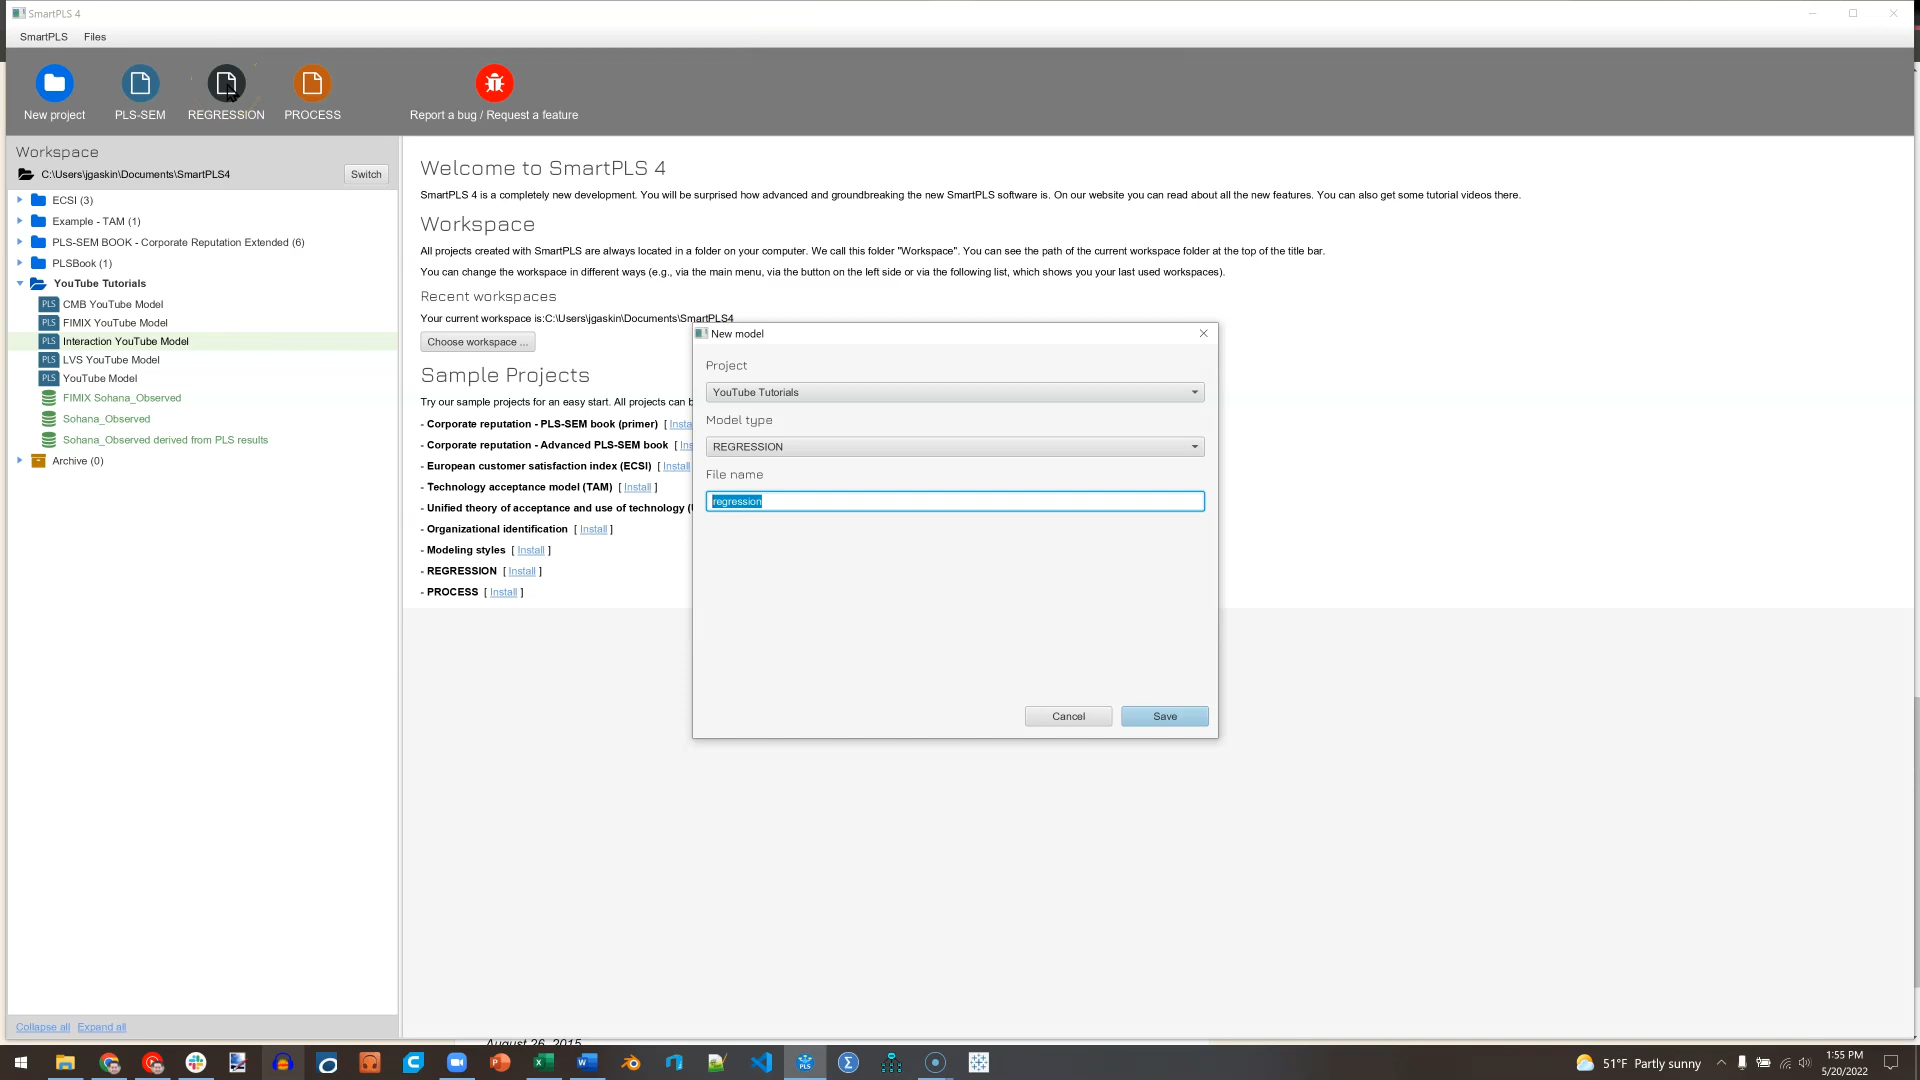 SmartPLS 4
SmartPLS Files
New project
PLS-SEM
REGRESSION
PROCESS
Report a bug / Request a feature
Workspace
C:\Users\jgaskin\Documents\SmartPLS4
Switch
ECSI (3)
Example - TAM (1)
PLS-SEM BOOK - Corporate Reputation Extended (6)
PLSBook (1)
YouTube Tutorials
PLS CMB YouTube Model
PLS FIMIX YouTube Model
PLS Interaction YouTube Model
PLS LVS YouTube Model
PLS YouTube Model
FIMIX Sohana_Observed
Sohana_Observed
Sohana_Observed derived from PLS results
Archive (0)
Collapse all Expand all
Welcome to SmartPLS 4
SmartPLS 4 is a completely new development. You will be surprised how advanced and groundbreaking the new SmartPLS software is. On our website you can read about all the new features. You can also get some tutorial videos there.
Workspace
All projects created with SmartPLS are always located in a folder on your computer. We call this folder "Workspace". You can see the path of the current workspace folder at the top of the title bar.
You can change the workspace in different ways (e.g., via the main menu, via the button on the left side or via the following list, which shows you your last used workspaces).
Recent workspaces
Your current workspace is:C:\Users\jgaskin\Documents\SmartPLS4
Choose workspace ...
Sample Projects
Try our sample projects for an easy start. All projects can b
- Corporate reputation - PLS-SEM book (primer) [ Insta
- Corporate reputation - Advanced PLS-SEM book [ Ins
- European customer satisfaction index (ECSI) [ Install
- Technology acceptance model (TAM) [ Install ]
- Unified theory of acceptance and use of technology (
- Organizational identification [ Install ]
- Modeling styles [ Install ]
- REGRESSION [ Install ]
- PROCESS [ Install ]
New model
Project
YouTube Tutorials
Model type
REGRESSION
File name
regression
Cancel
Save
August 26, 2015
PLS
51°F Partly sunny
1:55 PM
5/20/2022